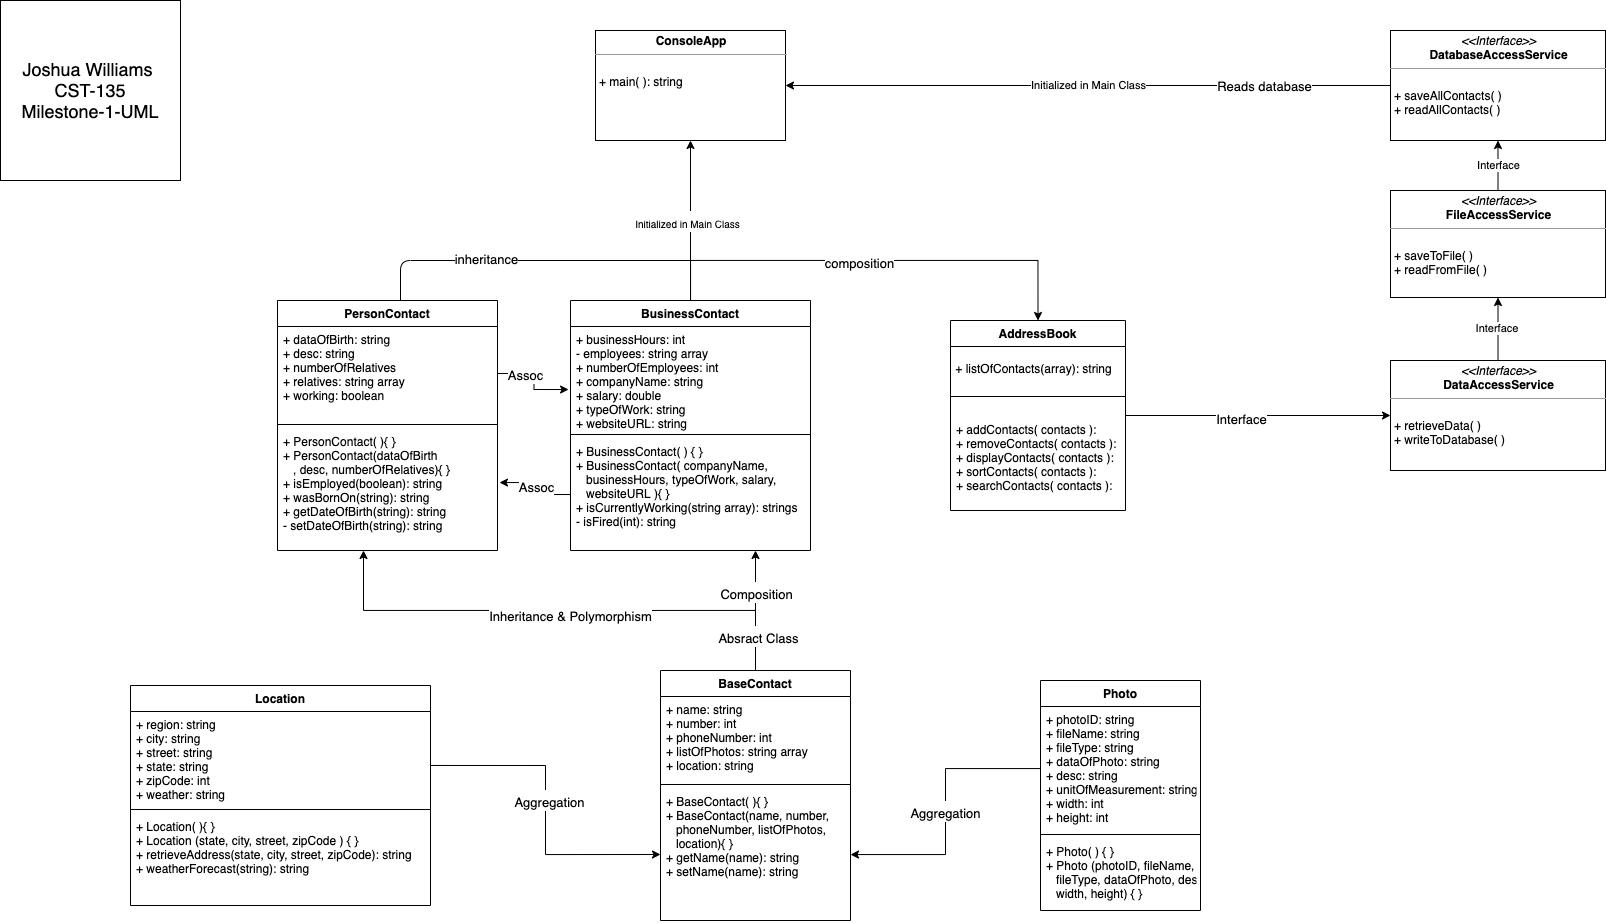 Joshua Williams
CST-135
Milestone-1-UML
ConsoleApp
+ main( ): string
Initialized in Main Class
Reads database
<<Interface>>
DatabaseAccessService
+ saveAllContacts( )
+ readAllContacts( )
Interface
<<Interface>>
FileAccessService
+ saveToFile( )
+ readFromFile( )
Interface
<<Interface>>
DataAccessService
+ retrieveData( )
+ writeToDatabase( )
Initialized in Main Class
inheritance
composition
PersonContact
+ dataOfBirth: string
+ desc: string
+ numberOfRelatives
+ relatives: string array
+ working: boolean
+ PersonContact( ){ }
+ PersonContact(dataOfBirth
, desc, numberOfRelatives){ }
+ isEmployed(boolean): string
+ wasBornOn(string): string
+ getDateOfBirth(string): string
- setDateOfBirth(string): string
Assoc
Assoc
BusinessContact
+ businessHours: int
- employees: string array
+ numberOfEmployees: int
+ companyName: string
+ salary: double
+ typeOfWork: string
+ websiteURL: string
+ BusinessContact( ) { }
+ BusinessContact( companyName,
businessHours, typeOfWork, salary,
websiteURL ){ }
+ isCurrentlyWorking(string array): strings
- isFired(int): string
AddressBook
+ listOfContacts(array): string
+ addContacts( contacts ):
+ removeContacts( contacts ):
+ displayContacts( contacts ):
+ sortContacts( contacts ):
+ searchContacts( contacts ):
Interface
Composition
Inheritance & Polymorphism
Absract Class
Location
+ region: string
+ city: string
+ street: string
+ state: string
+ zipCode: int
+ weather: string
+ Location( ){ }
+ Location (state, city, street, zipCode ) { }
+ retrieveAddress(state, city, street, zipCode): string
+ weatherForecast(string): string
Aggregation
BaseContact
+ name: string
+ number: int
+ phoneNumber: int
+ listOfPhotos: string array
+ location: string
+ BaseContact( ){ }
+ BaseContact(name, number,
phoneNumber, listOfPhotos,
location){ }
+ getName(name): string
+ setName(name): string
Aggregation
Photo
+ photoID: string
+ fileName: string
+ fileType: string
+ dataOfPhoto: string
+ desc: string
+ unitOfMeasurement: string
+ width: int
+ height: int
+ Photo( ) { }
+ Photo (photoID, fileName,
fileType, dataOfPhoto, des
width, height) { }